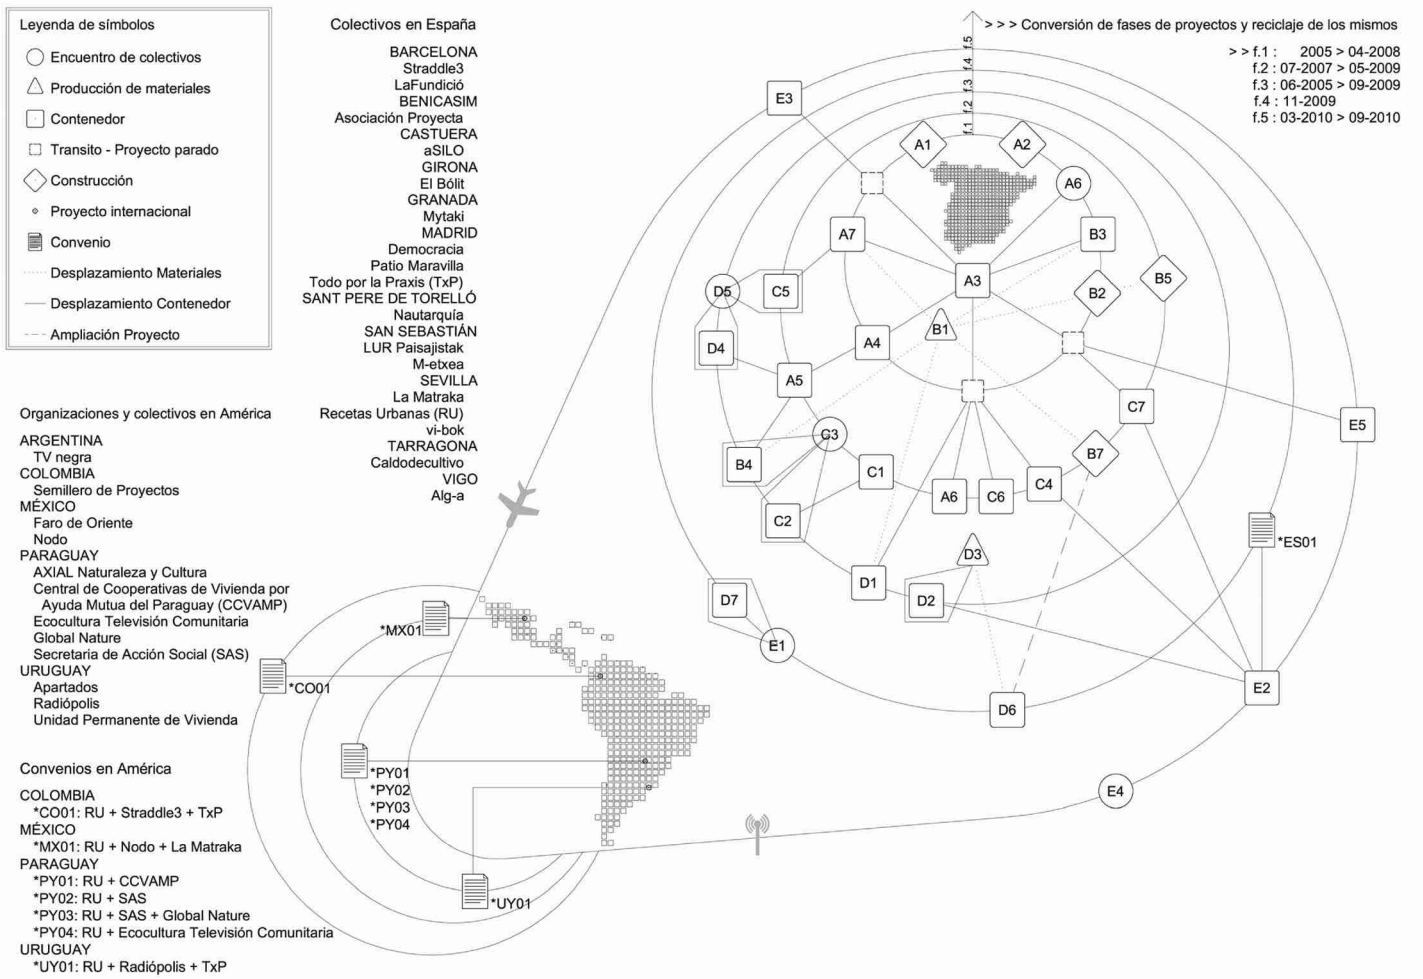 Leyenda de símbolos
Encuentro de colectivos
Producción de materiales
Contenedor
Transito - Proyecto parado
Construcción
Proyecto internacional
Convenio
Desplazamiento Materiales
Desplazamiento Contenedor
Ampliación Proyecto
Organizaciones y colectivos en América
ARGENTINA
TV negra
COLOMBIA
Semillero de Proyectos
MÉXICO
Faro de Oriente
Nodo
PARAGUAY
AXIAL Naturaleza y Cultura
Central de Cooperativas de Vivienda por
Ayuda Mutua del Paraguay (CCVAMP)
Ecocultura Televisión Comunitaria
Global Nature
Secretaria de Acción Social (SAS)
URUGUAY
Apartados
Radiópolis
Unidad Permanente de Vivienda
Convenios en América
COLOMBIA
*CO01: RU + Straddle3 + TxP
MÉXICO
*MX01: RU + Nodo + La Matraka
PARAGUAY
*PY01: RU + CCVAMP
*PY02: RU + SAS
*PY03: RU + SAS + Global Nature
*PY04: RU + Ecocultura Televisión Comunitaria
URUGUAY
*UY01: RU + Radiópolis + TxP
Colectivos en España
BARCELONA
Straddle3
LaFundició
BENICASIM
Asociación Proyecta
CASTUERA
aSILO
GIRONA
El Bólit
GRANADA
Mytaki
MADRID
Democracia
Patio Maravilla
Todo por la Praxis (TxP)
SANT PERE DE TORELLÓ
Nautarquía
SAN SEBASTIÁN
LUR Paisajistak
M-etxea
SEVILLA
La Matraka
Recetas Urbanas (RU)
vi-bok
TARRAGONA
Caldodecultivo
VIGO
Alg-a
> > > Conversión de fases de proyectos y reciclaje de los mismos
> > f.1 : 2005 > 04-2008
f.2 : 07-2007 > 05-2009
f.3 : 06-2005 > 09-2009
f.4 : 11-2009
f.5 : 03-2010 > 09-2010
f.5
f.4
f.3
f.2
f.1
E3
A1
A2
A6
A7
B3
A3
D5
C5
B2
B5
B1
D4
A4
A5
C7
E5
C3
B4
C1
B7
A6
C6
C4
C2
*ES01
D3
D1
D7
D2
E1
E2
D6
E4
*MX01
*CO01
*PY01
*PY02
*PY03
*PY04
*UY01